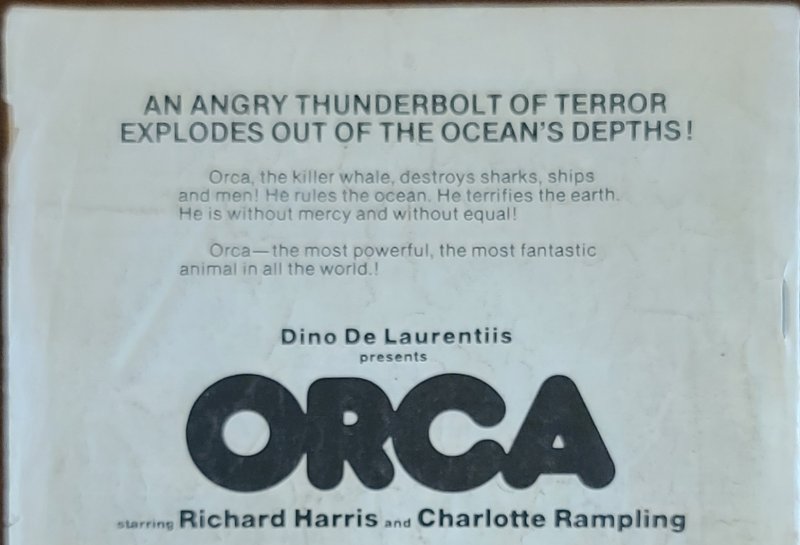 AN ANGRY THUNDERBOLT OF TERROR
EXPLODES OUT OF THE OCEAN'S DEPTHS!
Orca, the killer whale, destroys sharks, ships
and men! He rules the ocean. He terrifies the earth.
He is without mercy and without equal!
Orca—the most powerful, the most fantastic
animal in all the world.!
Dino De Laurentiis
presents
ORCA
starring Richard Harris and Charlotte Rampling